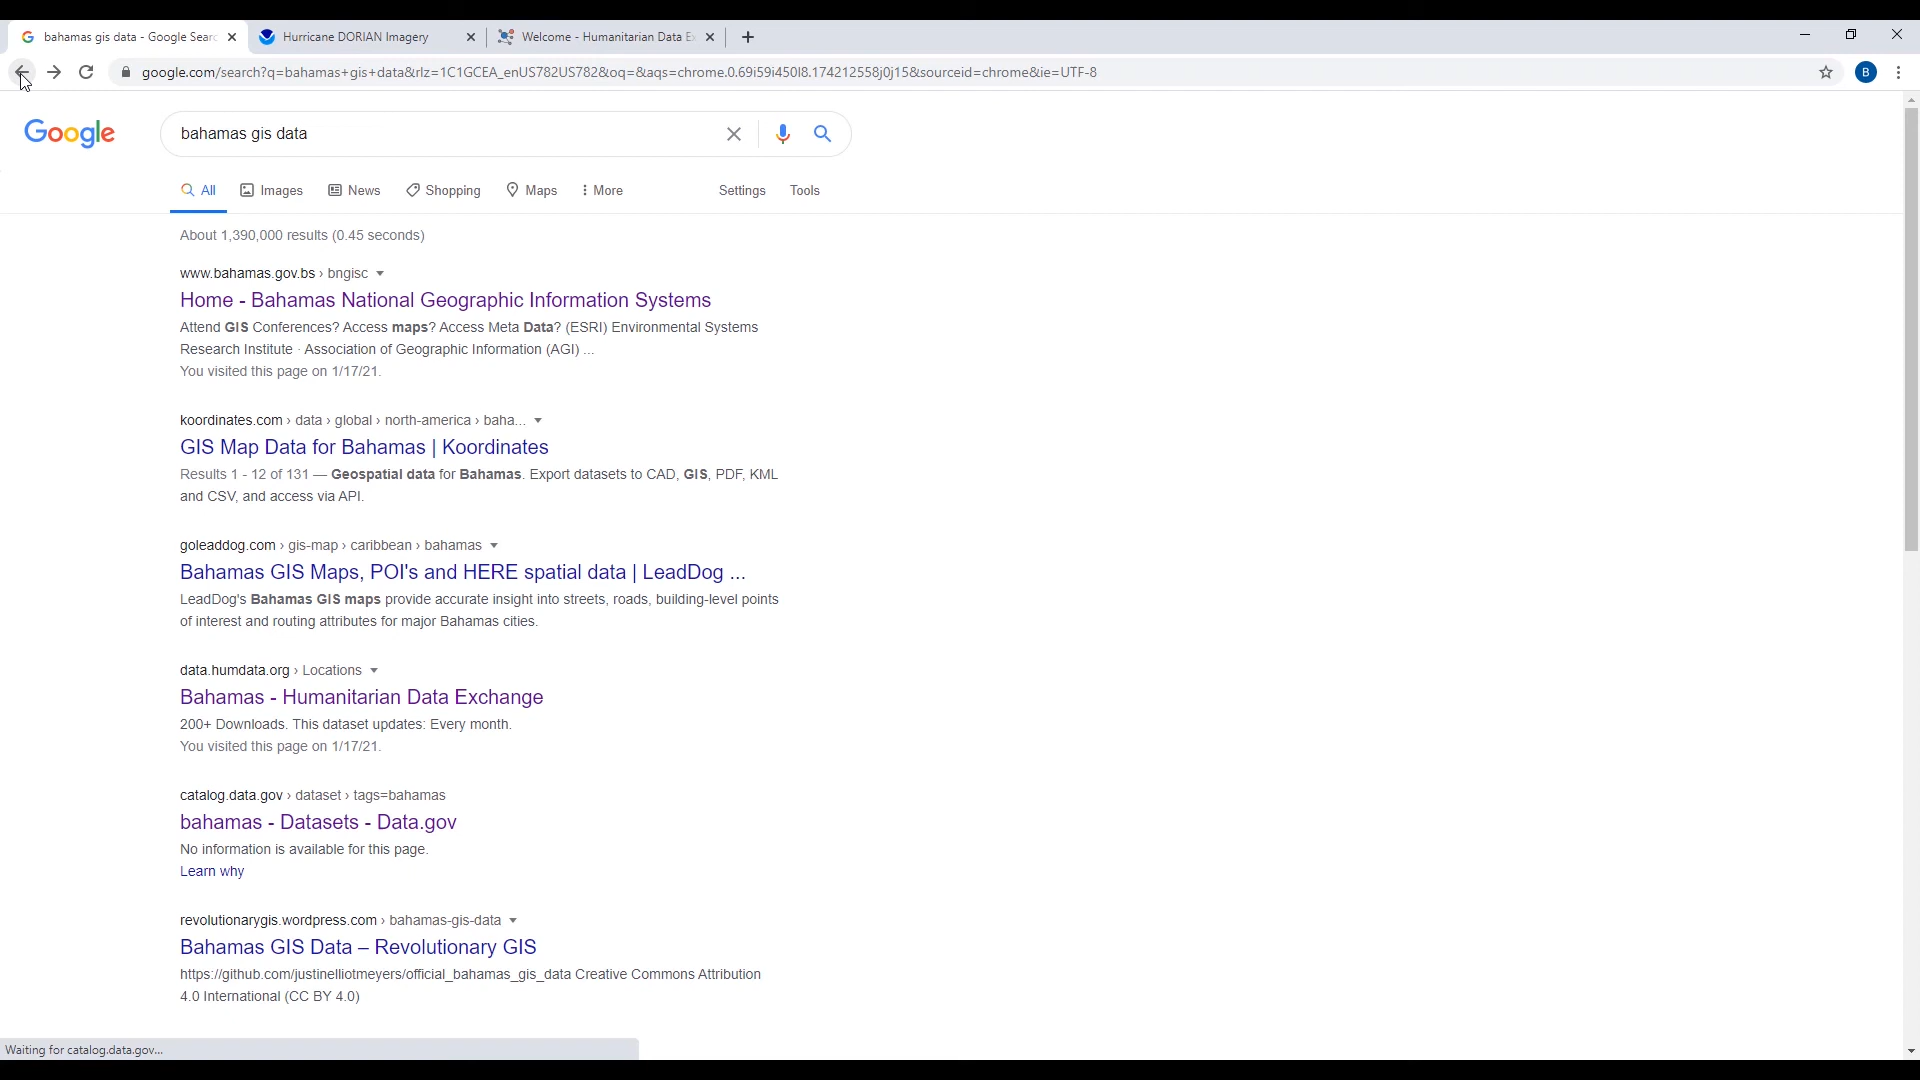 bahamas gis data - Google Searc
Hurricane DORIAN Imagery
Welcome - Humanitarian Data E
google.com/search?q=bahamas+gis+data&rlz=1C1GCEA_enUS782US782&oq=&aqs=chrome.0.69i59i450l8.174212558j0j15&sourceid=chrome&ie=UTF-8
B
Google
bahamas gis data
All Images News Shopping Maps More Settings Tools
About 1,390,000 results (0.45 seconds)
www.bahamas.gov.bs › bngisc
Home - Bahamas National Geographic Information Systems
Attend GIS Conferences? Access maps? Access Meta Data? (ESRI) Environmental Systems
Research Institute · Association of Geographic Information (AGI) ...
You visited this page on 1/17/21.
koordinates.com › data › global › north-america › baha...
GIS Map Data for Bahamas | Koordinates
Results 1 - 12 of 131 — Geospatial data for Bahamas. Export datasets to CAD, GIS, PDF, KML
and CSV, and access via API.
goleaddog.com › gis-map › caribbean › bahamas
Bahamas GIS Maps, POI's and HERE spatial data | LeadDog ...
LeadDog's Bahamas GIS maps provide accurate insight into streets, roads, building-level points
of interest and routing attributes for major Bahamas cities.
data.humdata.org › Locations
Bahamas - Humanitarian Data Exchange
200+ Downloads. This dataset updates: Every month.
You visited this page on 1/17/21.
catalog.data.gov › dataset › tags=bahamas
bahamas - Datasets - Data.gov
No information is available for this page.
Learn why
revolutionarygis.wordpress.com › bahamas-gis-data
Bahamas GIS Data – Revolutionary GIS
https://github.com/justinelliotmeyers/official_bahamas_gis_data Creative Commons Attribution
4.0 International (CC BY 4.0)
Waiting for catalog.data.gov...